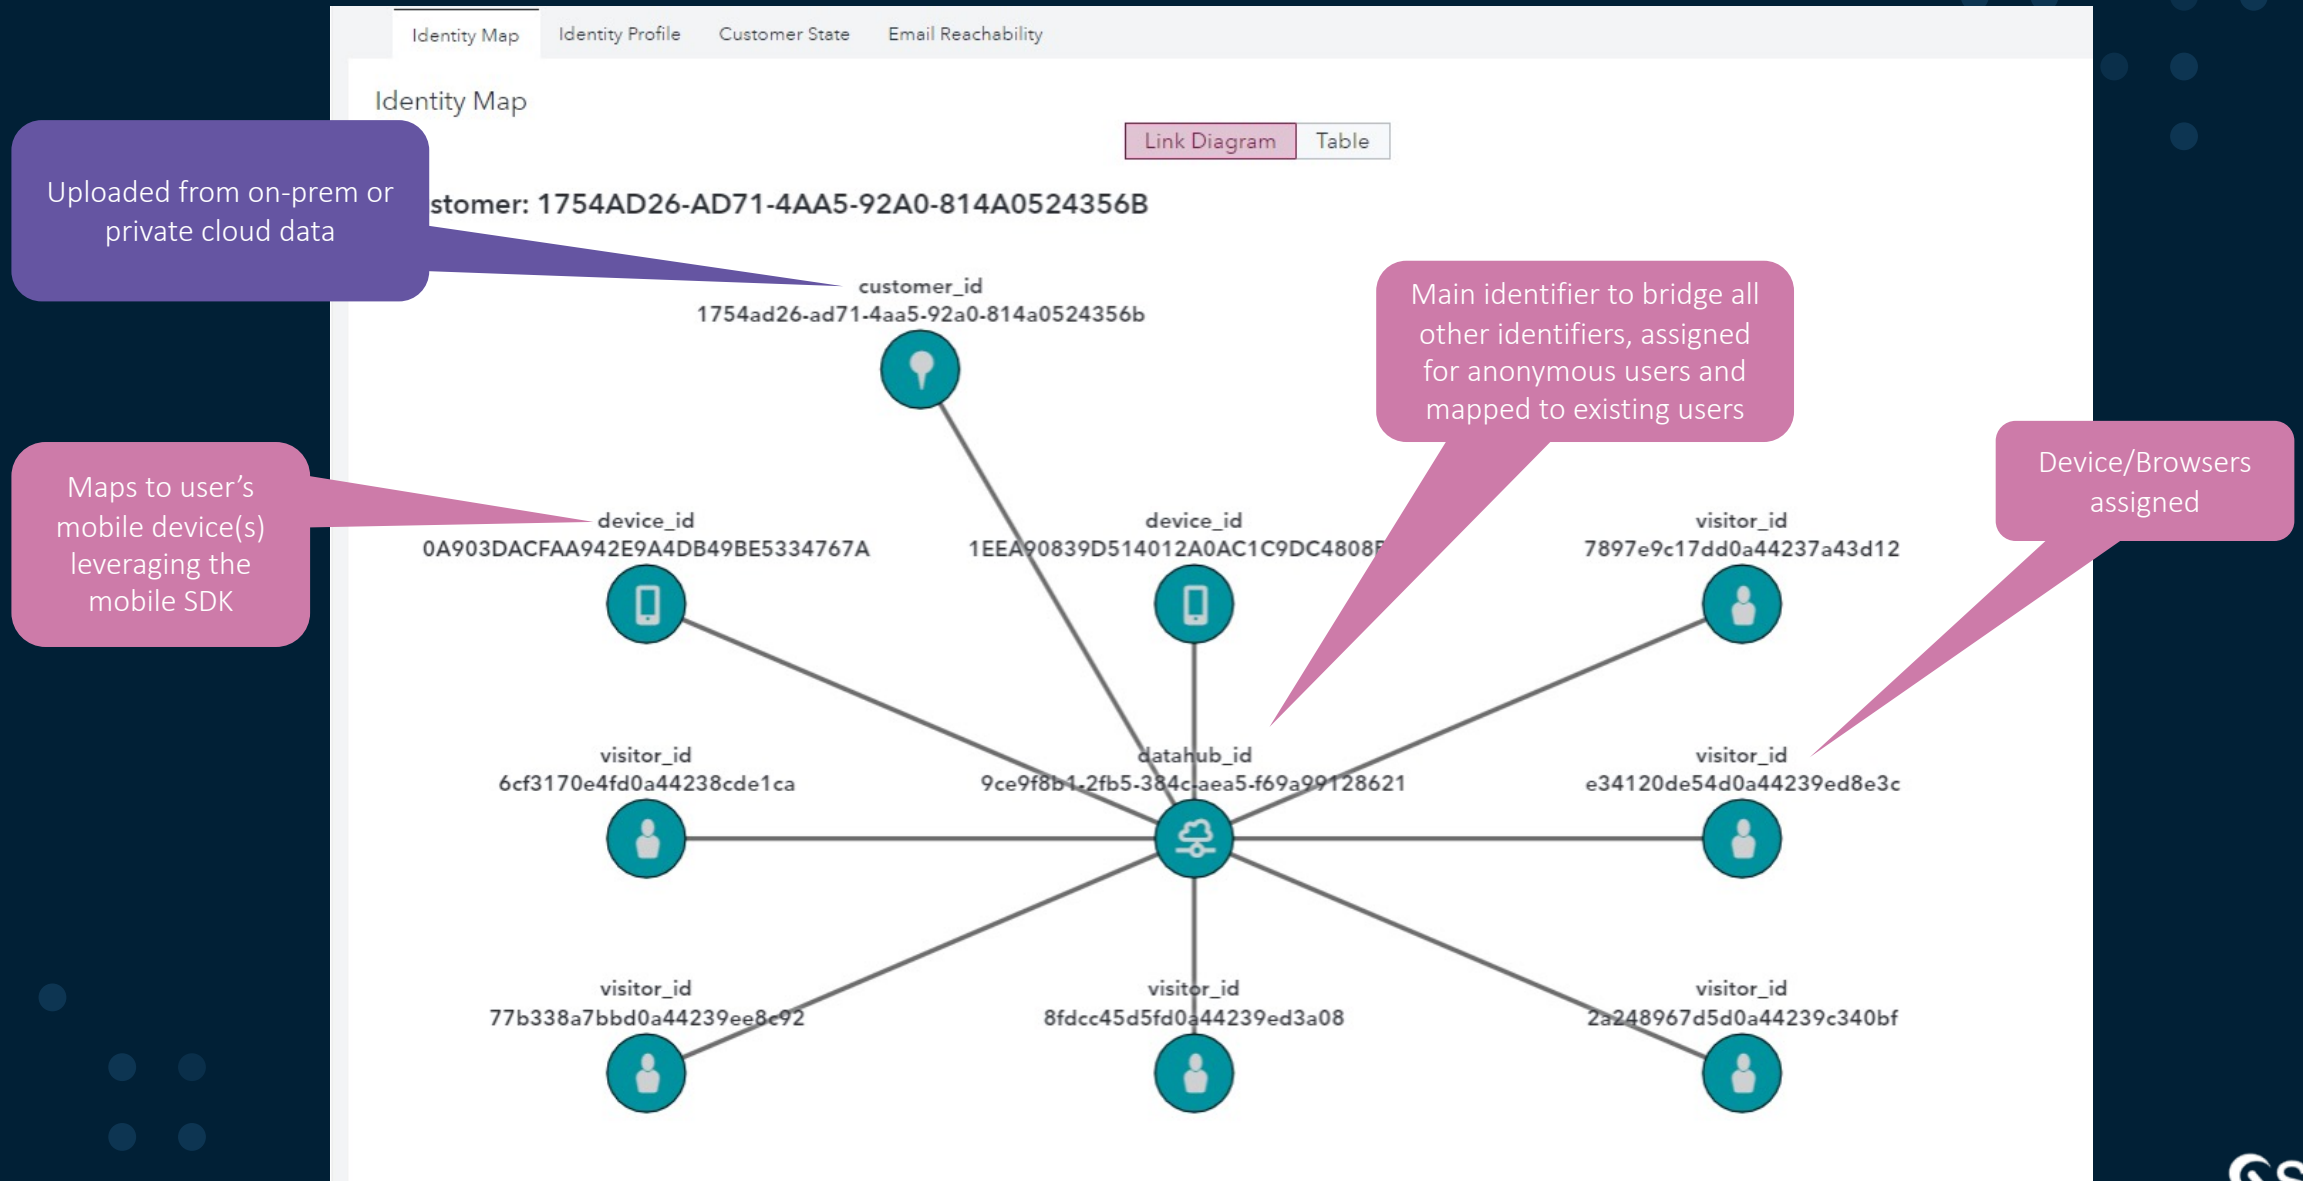 Identity Map Identity Profile Customer State Email Reachability
Identity Map
Link Diagram Table
Uploaded from on-prem or
private cloud data
stomer: 1754AD26-AD71-4AA5-92A0-814A0524356B
customer_id
1754ad26-ad71-4aa5-92a0-814a0524356b
Main identifier to bridge all
other identifiers, assigned
for anonymous users and
mapped to existing users
Device/Browsers
assigned
Maps to user’s
mobile device(s)
leveraging the
mobile SDK
device_id
0A903DACFAA942E9A4DB49BE5334767A
device_id
1EEA90839D514012A0AC1C9DC4808
visitor_id
7897e9c17dd0a44237a43d12
visitor_id
6cf3170e4fd0a44238cde1ca
datahub_id
9ce9f8b1-2fb5-384c-aea5-f69a99128621
visitor_id
e34120de54d0a44239ed8e3c
visitor_id
77b338a7bbd0a44239ee8c92
visitor_id
8fdcc45d5fd0a44239ed3a08
visitor_id
2a248967d5d0a44239c340bf